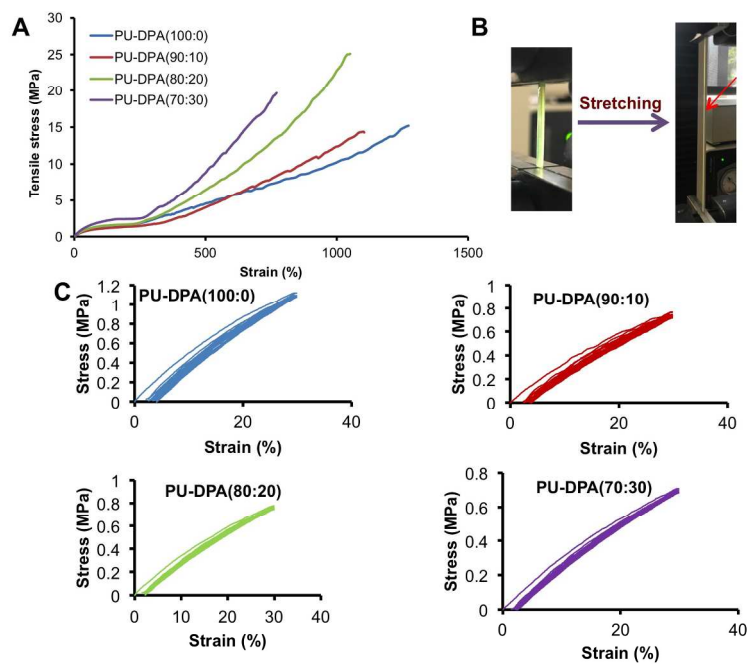 A
30
25
20
15
10
5
0
Tensile stress (MPa)
PU-DPA(100:0)
PU-DPA(90:10)
PU-DPA(80:20)
PU-DPA(70:30)
0 500 1000 1500
Strain (%)
B
Stretching
C
PU-DPA(100:0)
1.2
1
0.8
0.6
0.4
0.2
0
Stress (MPa)
0 20 40
Strain (%)
PU-DPA(90:10)
1
0.8
0.6
0.4
0.2
0
Stress (MPa)
0 20 40
Strain (%)
PU-DPA(80:20)
1
0.8
0.6
0.4
0.2
0
Stress (MPa)
0 10 20 30 40
Strain (%)
PU-DPA(70:30)
0.8
0.6
0.4
0.2
0
Stress (MPa)
0 20 40
Strain (%)